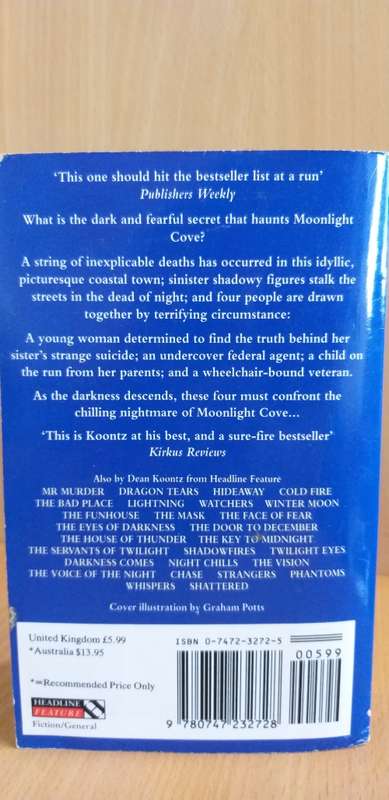 'This one should hit the bestseller list at a run'
Publishers Weekly
What is the dark and fearful secret that haunts Moonlight
Cove?
A string of inexplicable deaths has occurred in this idyllic,
picturesque coastal town; sinister shadowy figures stalk the
streets in the dead of night; and four people are drawn
together by terrifying circumstance:
A young woman determined to find the truth behind her
sister's strange suicide; an undercover federal agent; a child on
the run from her parents; and a wheelchair-bound veteran.
As the darkness descends, these four must confront the
chilling nightmare of Moonlight Cove...
'This is Koontz at his best, and a sure-fire bestseller'
Kirkus Reviews
Also by Dean Koontz from Headline Feature
MR MURDER DRAGON TEARS HIDEAWAY COLD FIRE
THE BAD PLACE LIGHTNING WATCHERS WINTER MOON
THE FUNHOUSE THE MASK THE FACE OF FEAR
THE EYES OF DARKNESS THE DOOR TO DECEMBER
THE HOUSE OF THUNDER THE KEY TO MIDNIGHT
THE SERVANTS OF TWILIGHT SHADOWFIRES TWILIGHT EYES
DARKNESS COMES NIGHT CHILLS THE VISION
THE VOICE OF THE NIGHT CHASE STRANGERS PHANTOMS
WHISPERS SHATTERED
Cover illustration by Graham Potts
United Kingdom £5.99
*Australia $13.95
*=Recommended Price Only
HEADLINE
FEATURE
Fiction/General
ISBN 0-7472-3272-5
00599
9 780747 232728